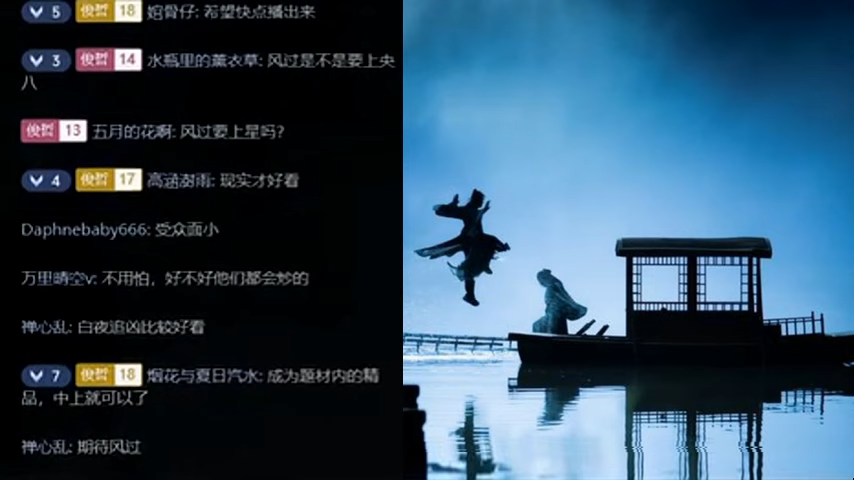 5 俊哲 18 婠骨仔: 希望快点播出来
3 俊哲 14 水瓶里的薰衣草: 风过是不是要上央
八
俊哲 13 五月的花啊: 风过要上星吗?
4 俊哲 17 高涵澍雨: 现实才好看
Daphnebaby666: 受众面小
万里晴空v: 不用怕，好不好他们都会炒的
禅心乱: 白夜追凶比较好看
7 俊哲 18 烟花与夏日汽水: 成为题材内的精
品，中上就可以了
禅心乱: 期待风过